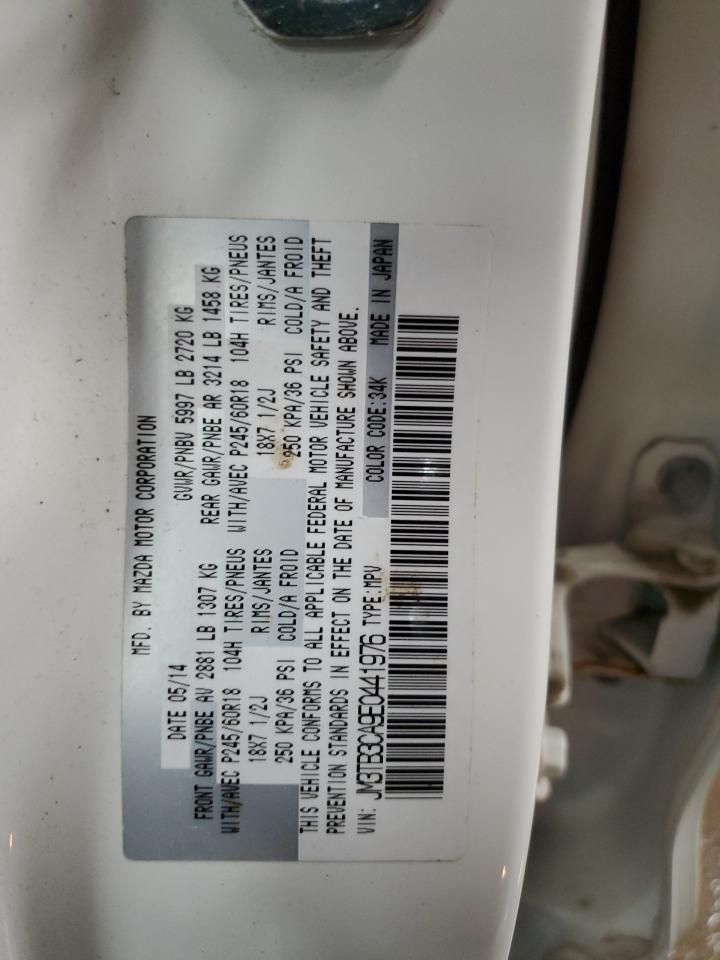 MFD. BY MAZDA MOTOR CORPORATION
DATE 05/14 GVWR/PNBV 5997 LB 2720 KG
FRONT GAWR/PNBE AV 2881 LB 1307 KG REAR GAWR/PNBE AR 3214 LB 1458 KG
WITH/AVEC P245/60R18 104H TIRES/PNEUS WITH/AVEC P245/60R18 104H TIRES/PNEUS
18X7 1/2J RIMS/JANTES 18X7 1/2J RIMS/JANTES
250 KPA/36 PSI COLD/A FROID 250 KPA/36 PSI COLD/A FROID
THIS VEHICLE CONFORMS TO ALL APPLICABLE FEDERAL MOTOR VEHICLE SAFETY AND THEFT
PREVENTION STANDARDS IN EFFECT ON THE DATE OF MANUFACTURE SHOWN ABOVE.
VIN: JM3TB3CA9E0441976 TYPE:MPV COLOR CODE:34K MADE IN JAPAN